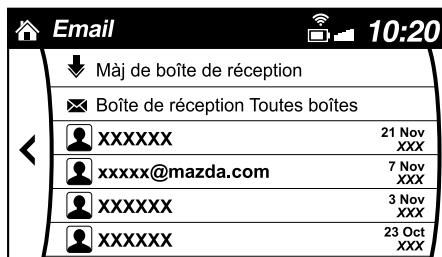 Email 10:20
Màj de boîte de réception
Boîte de réception Toutes boîtes
XXXXXX 21 Nov
XXX
xxxxx@mazda.com 7 Nov
XXX
XXXXXX 3 Nov
XXX
XXXXXX 23 Oct
XXX